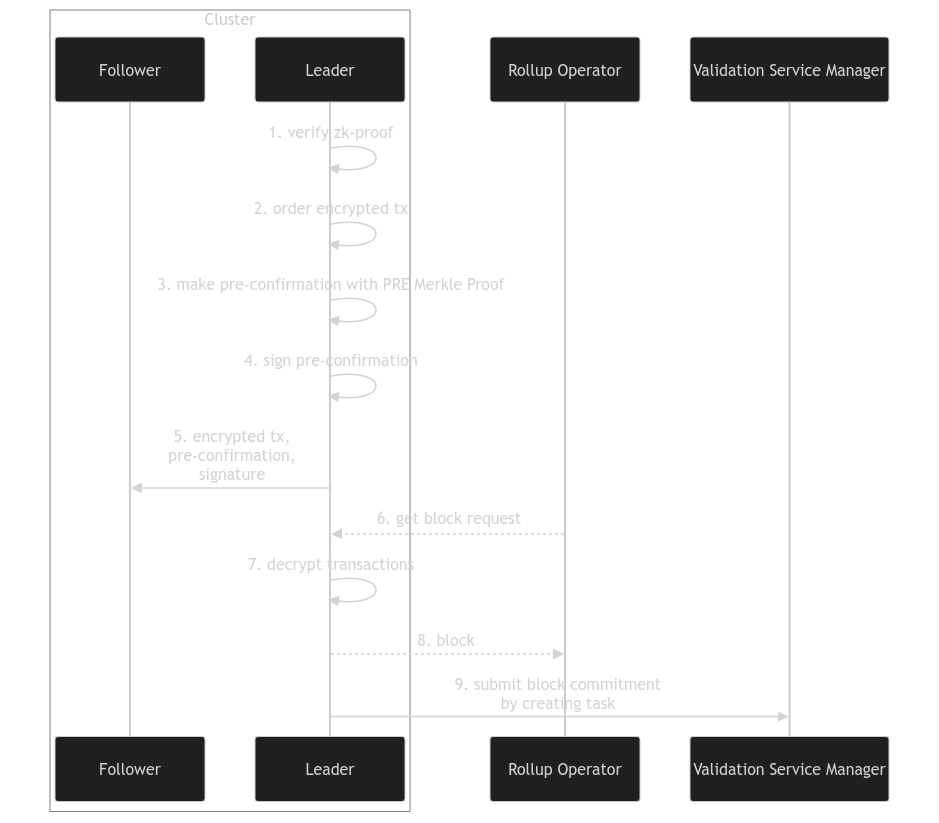 Cluster
Follower
Leader
Rollup Operator
Validation Service Manager
1. verify zk-proof
2. order encrypted tx
3. make pre-confirmation with PRE Merkle Proof
4. sign pre-confirmation
5. encrypted tx,
pre-confirmation,
signature
6. get block request
7. decrypt transactions
8. block
9. submit block commitment
by creating task
Follower
Leader
Rollup Operator
Validation Service Manager